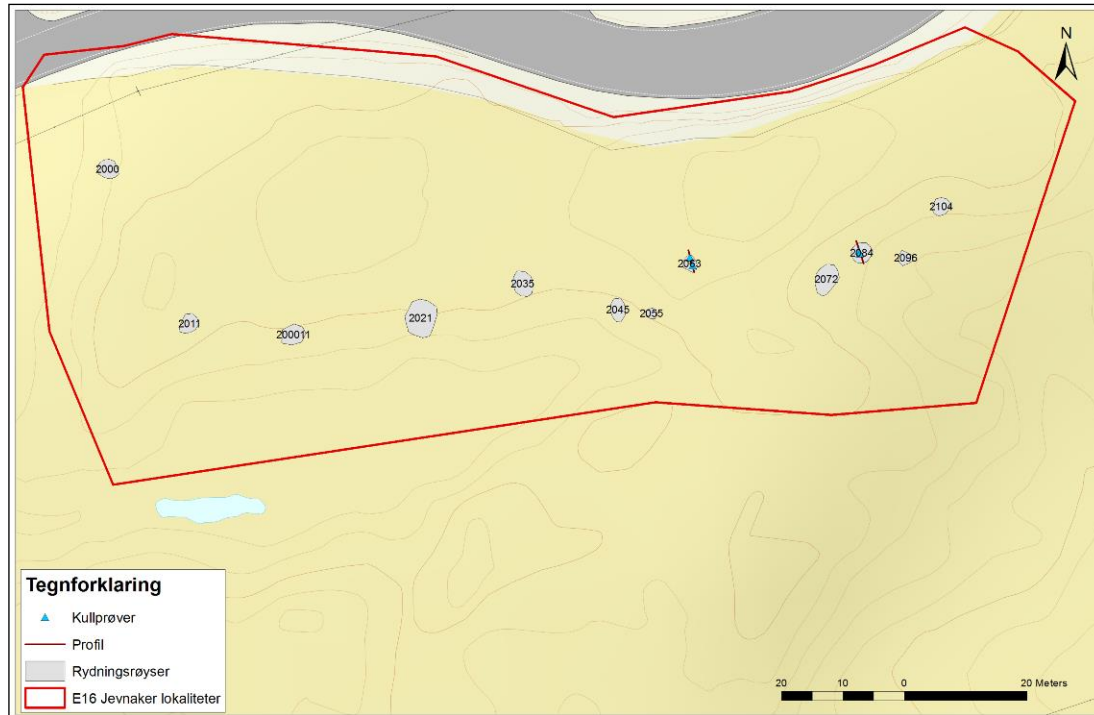 N
2000
2104
2084
2063
2096
2072
2035
2045
2055
2021
2011
200011
Tegnforklaring
Kullprøver
Profil
Rydningsrøyser
E16 Jevnaker lokaliteter
20 10 0 20 Meters